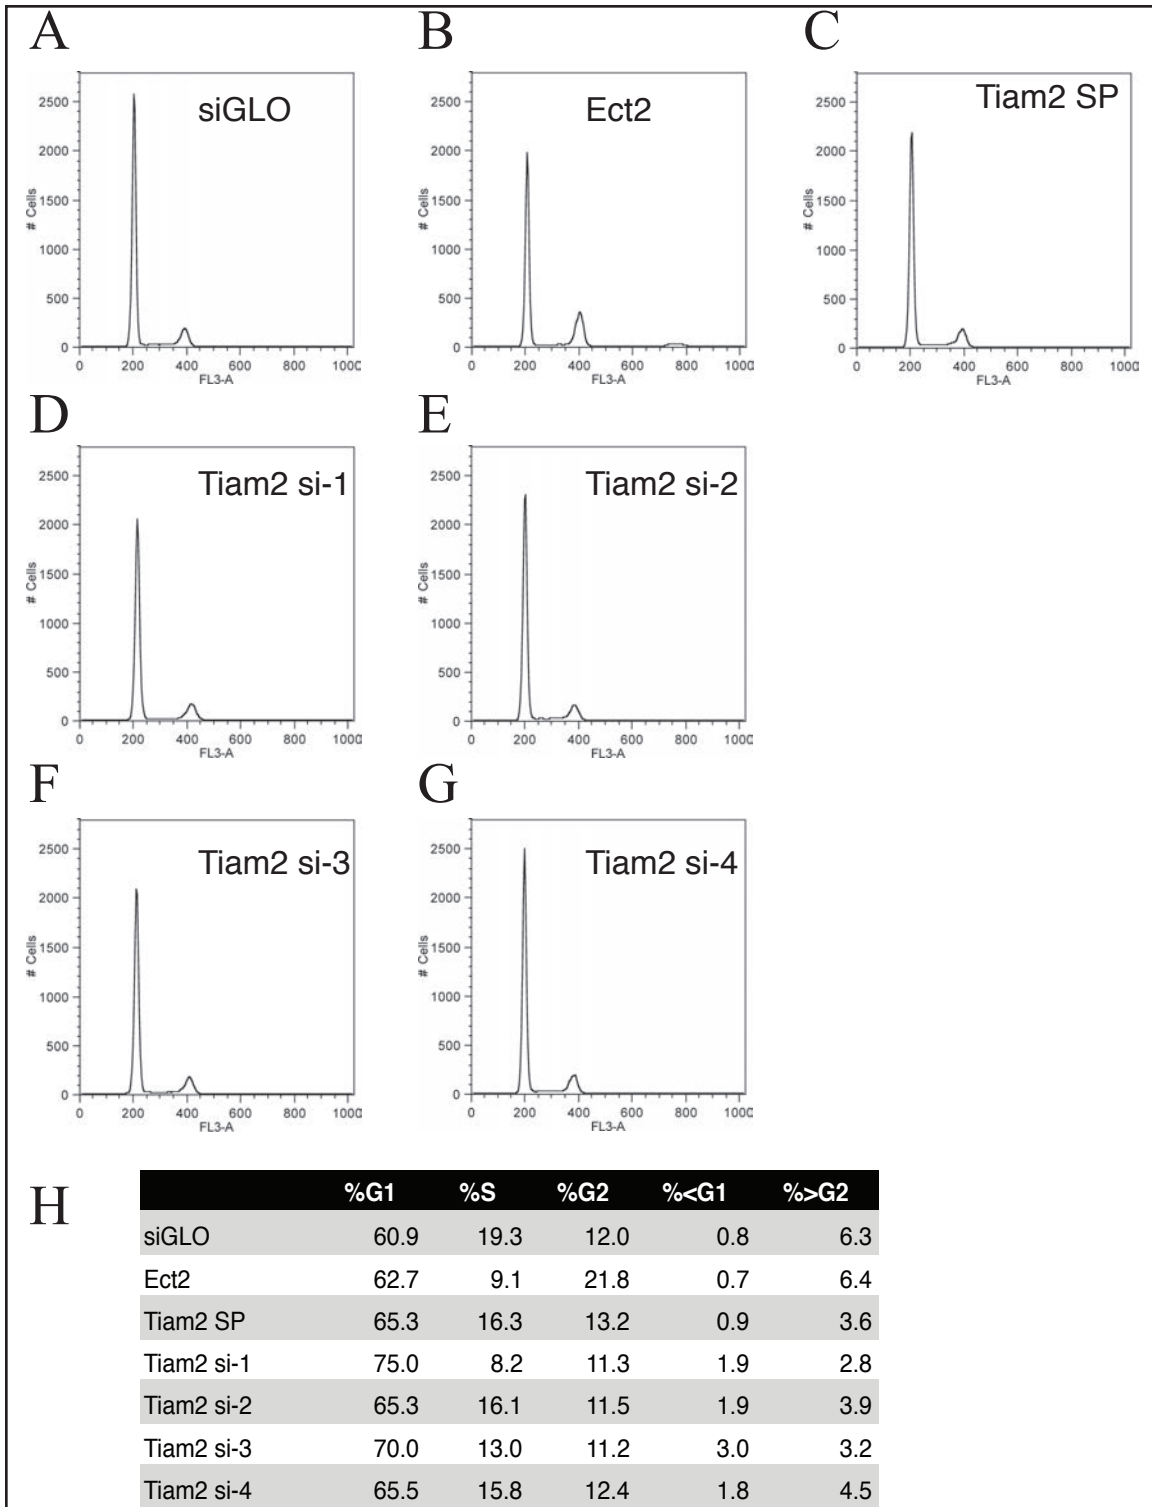 A
B
C
siGLO
Ect2
Tiam2 SP
# Cells
2500
2000
1500
1000
500
0
0 200 400 600 800 1000
FL3-A
# Cells
2500
2000
1500
1000
500
0
0 200 400 600 800 1000
FL3-A
# Cells
2500
2000
1500
1000
500
0
0 200 400 600 800 1000
FL3-A
D
E
Tiam2 si-1
Tiam2 si-2
# Cells
2500
2000
1500
1000
500
0
0 200 400 600 800 1000
FL3-A
# Cells
2500
2000
1500
1000
500
0
0 200 400 600 800 1000
FL3-A
F
G
Tiam2 si-3
Tiam2 si-4
# Cells
2500
2000
1500
1000
500
0
0 200 400 600 800 1000
FL3-A
# Cells
2500
2000
1500
1000
500
0
0 200 400 600 800 1000
FL3-A
H
%G1 %S %G2 %<G1 %>G2
siGLO 60.9 19.3 12.0 0.8 6.3
Ect2 62.7 9.1 21.8 0.7 6.4
Tiam2 SP 65.3 16.3 13.2 0.9 3.6
Tiam2 si-1 75.0 8.2 11.3 1.9 2.8
Tiam2 si-2 65.3 16.1 11.5 1.9 3.9
Tiam2 si-3 70.0 13.0 11.2 3.0 3.2
Tiam2 si-4 65.5 15.8 12.4 1.8 4.5